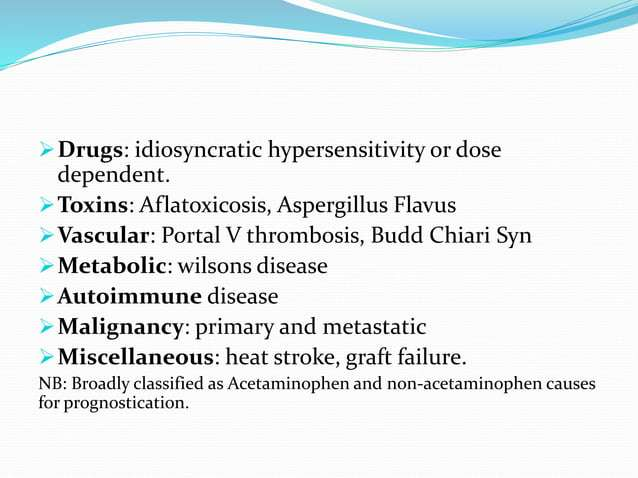 Drugs: idiosyncratic hypersensitivity or dose
dependent.
Toxins: Aflatoxicosis, Aspergillus Flavus
Vascular: Portal V thrombosis, Budd Chiari Syn
Metabolic: wilsons disease
Autoimmune disease
Malignancy: primary and metastatic
Miscellaneous: heat stroke, graft failure.
NB: Broadly classified as Acetaminophen and non-acetaminophen causes
for prognostication.